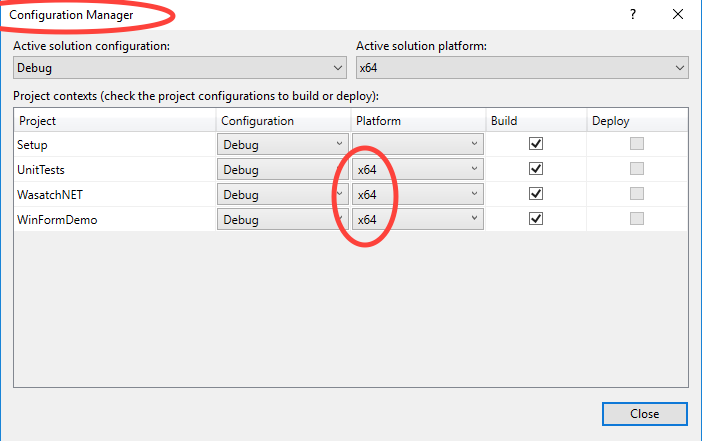 Configuration Manager
?
Active solution configuration: Active solution platform:
Debug x64
Project contexts (check the project configurations to build or deploy):
Project Configuration Platform Build Deploy
Setup Debug
UnitTests Debug x64
WasatchNET Debug x64
WinFormDemo Debug x64
Close